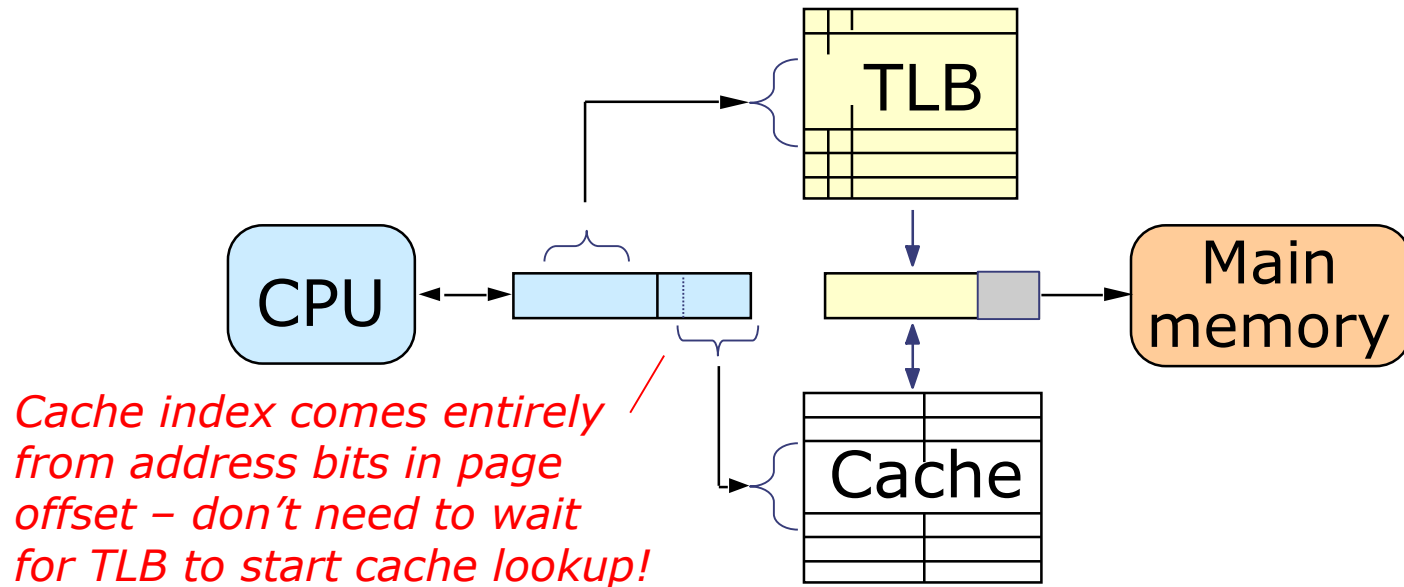 TLB
CPU
Main
memory
Cache index comes entirely
from address bits in page
offset – don’t need to wait
for TLB to start cache lookup!
Cache